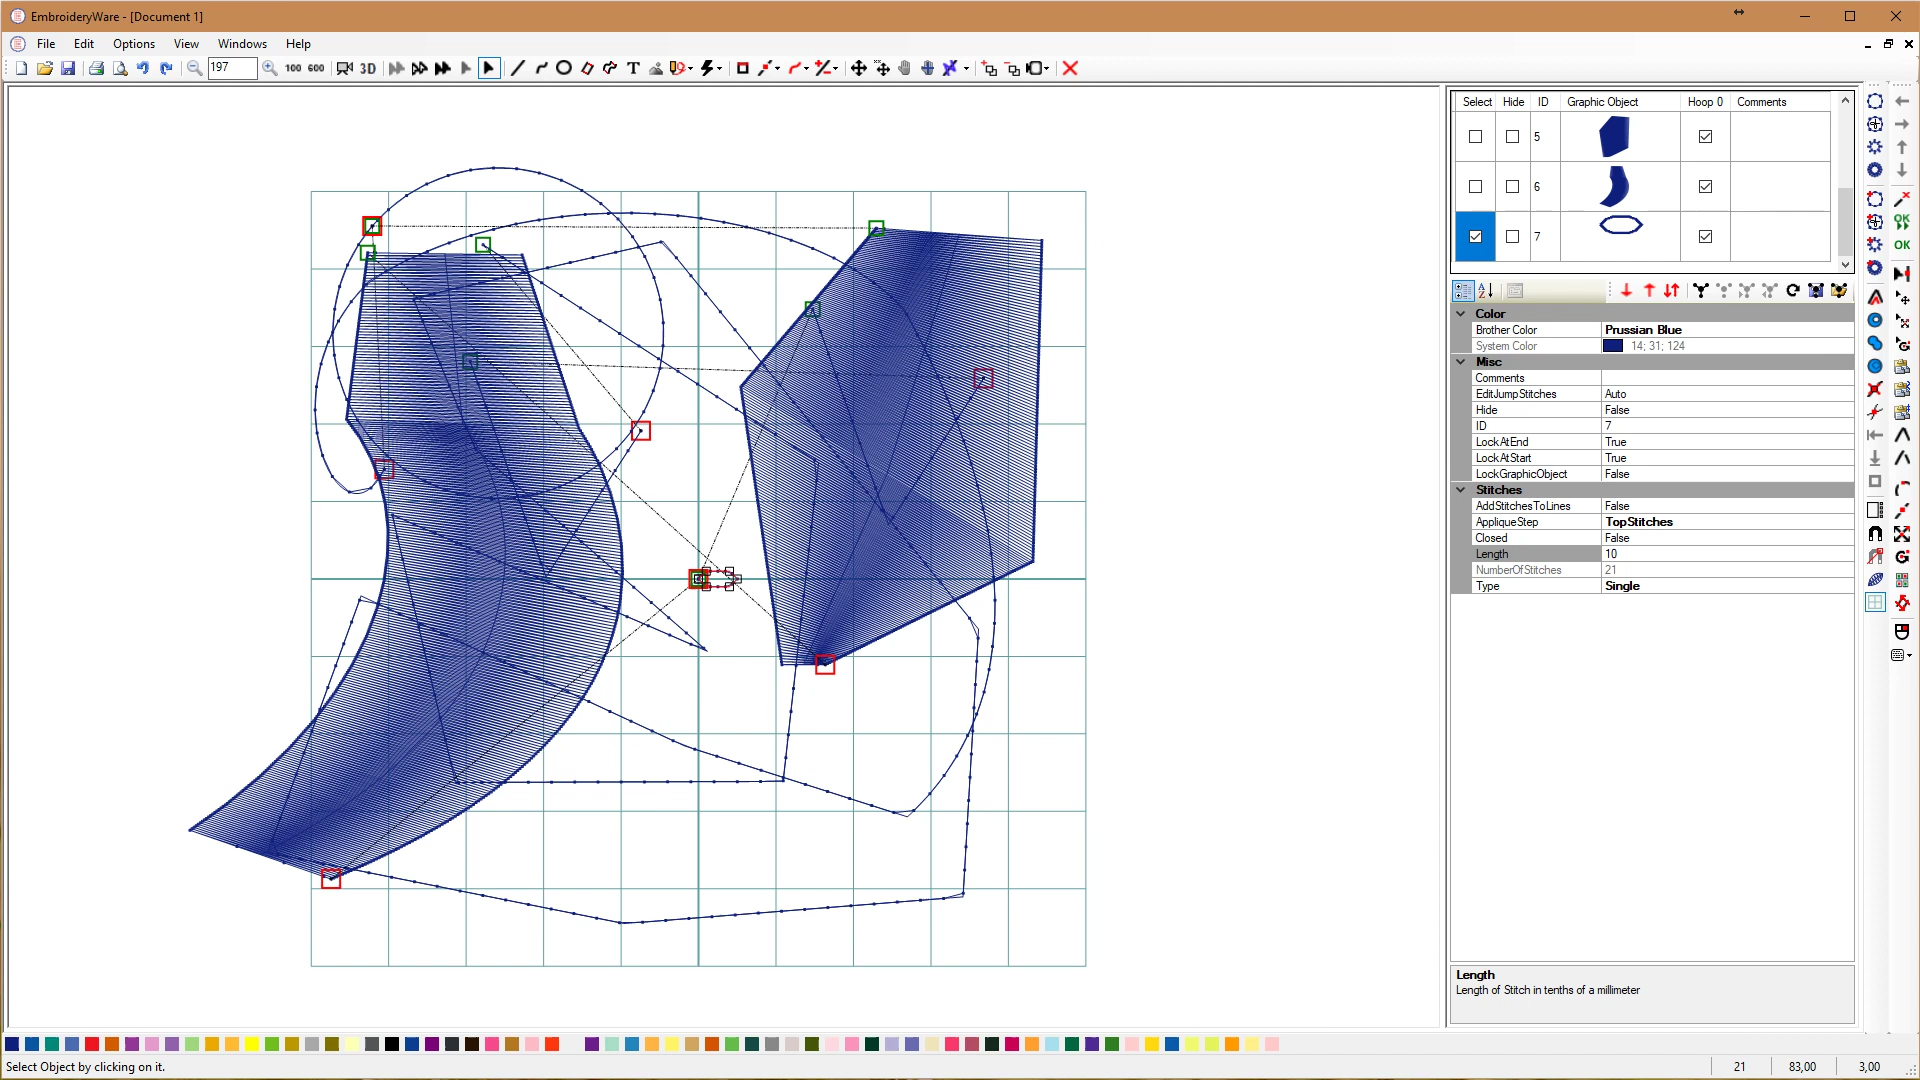 EmbroideryWare - [Document 1]
File Edit Options View Windows Help
197 100 600 3D T
Select Hide ID Graphic Object Hoop 0 Comments
5
6
7
OK
OK
Color
Brother Color Prussian Blue
System Color 14; 31; 124
Misc
Comments
EditJumpStitches Auto
Hide False
ID 7
LockAtEnd True
LockAtStart True
LockGraphicObject False
Stitches
AddStitchesToLines False
AppliqueStep TopStitches
Closed False
Length 10
NumberOfStitches 21
Type Single
Length
Length of Stitch in tenths of a millimeter
Select Object by clicking on it. 21 83,00 3,00